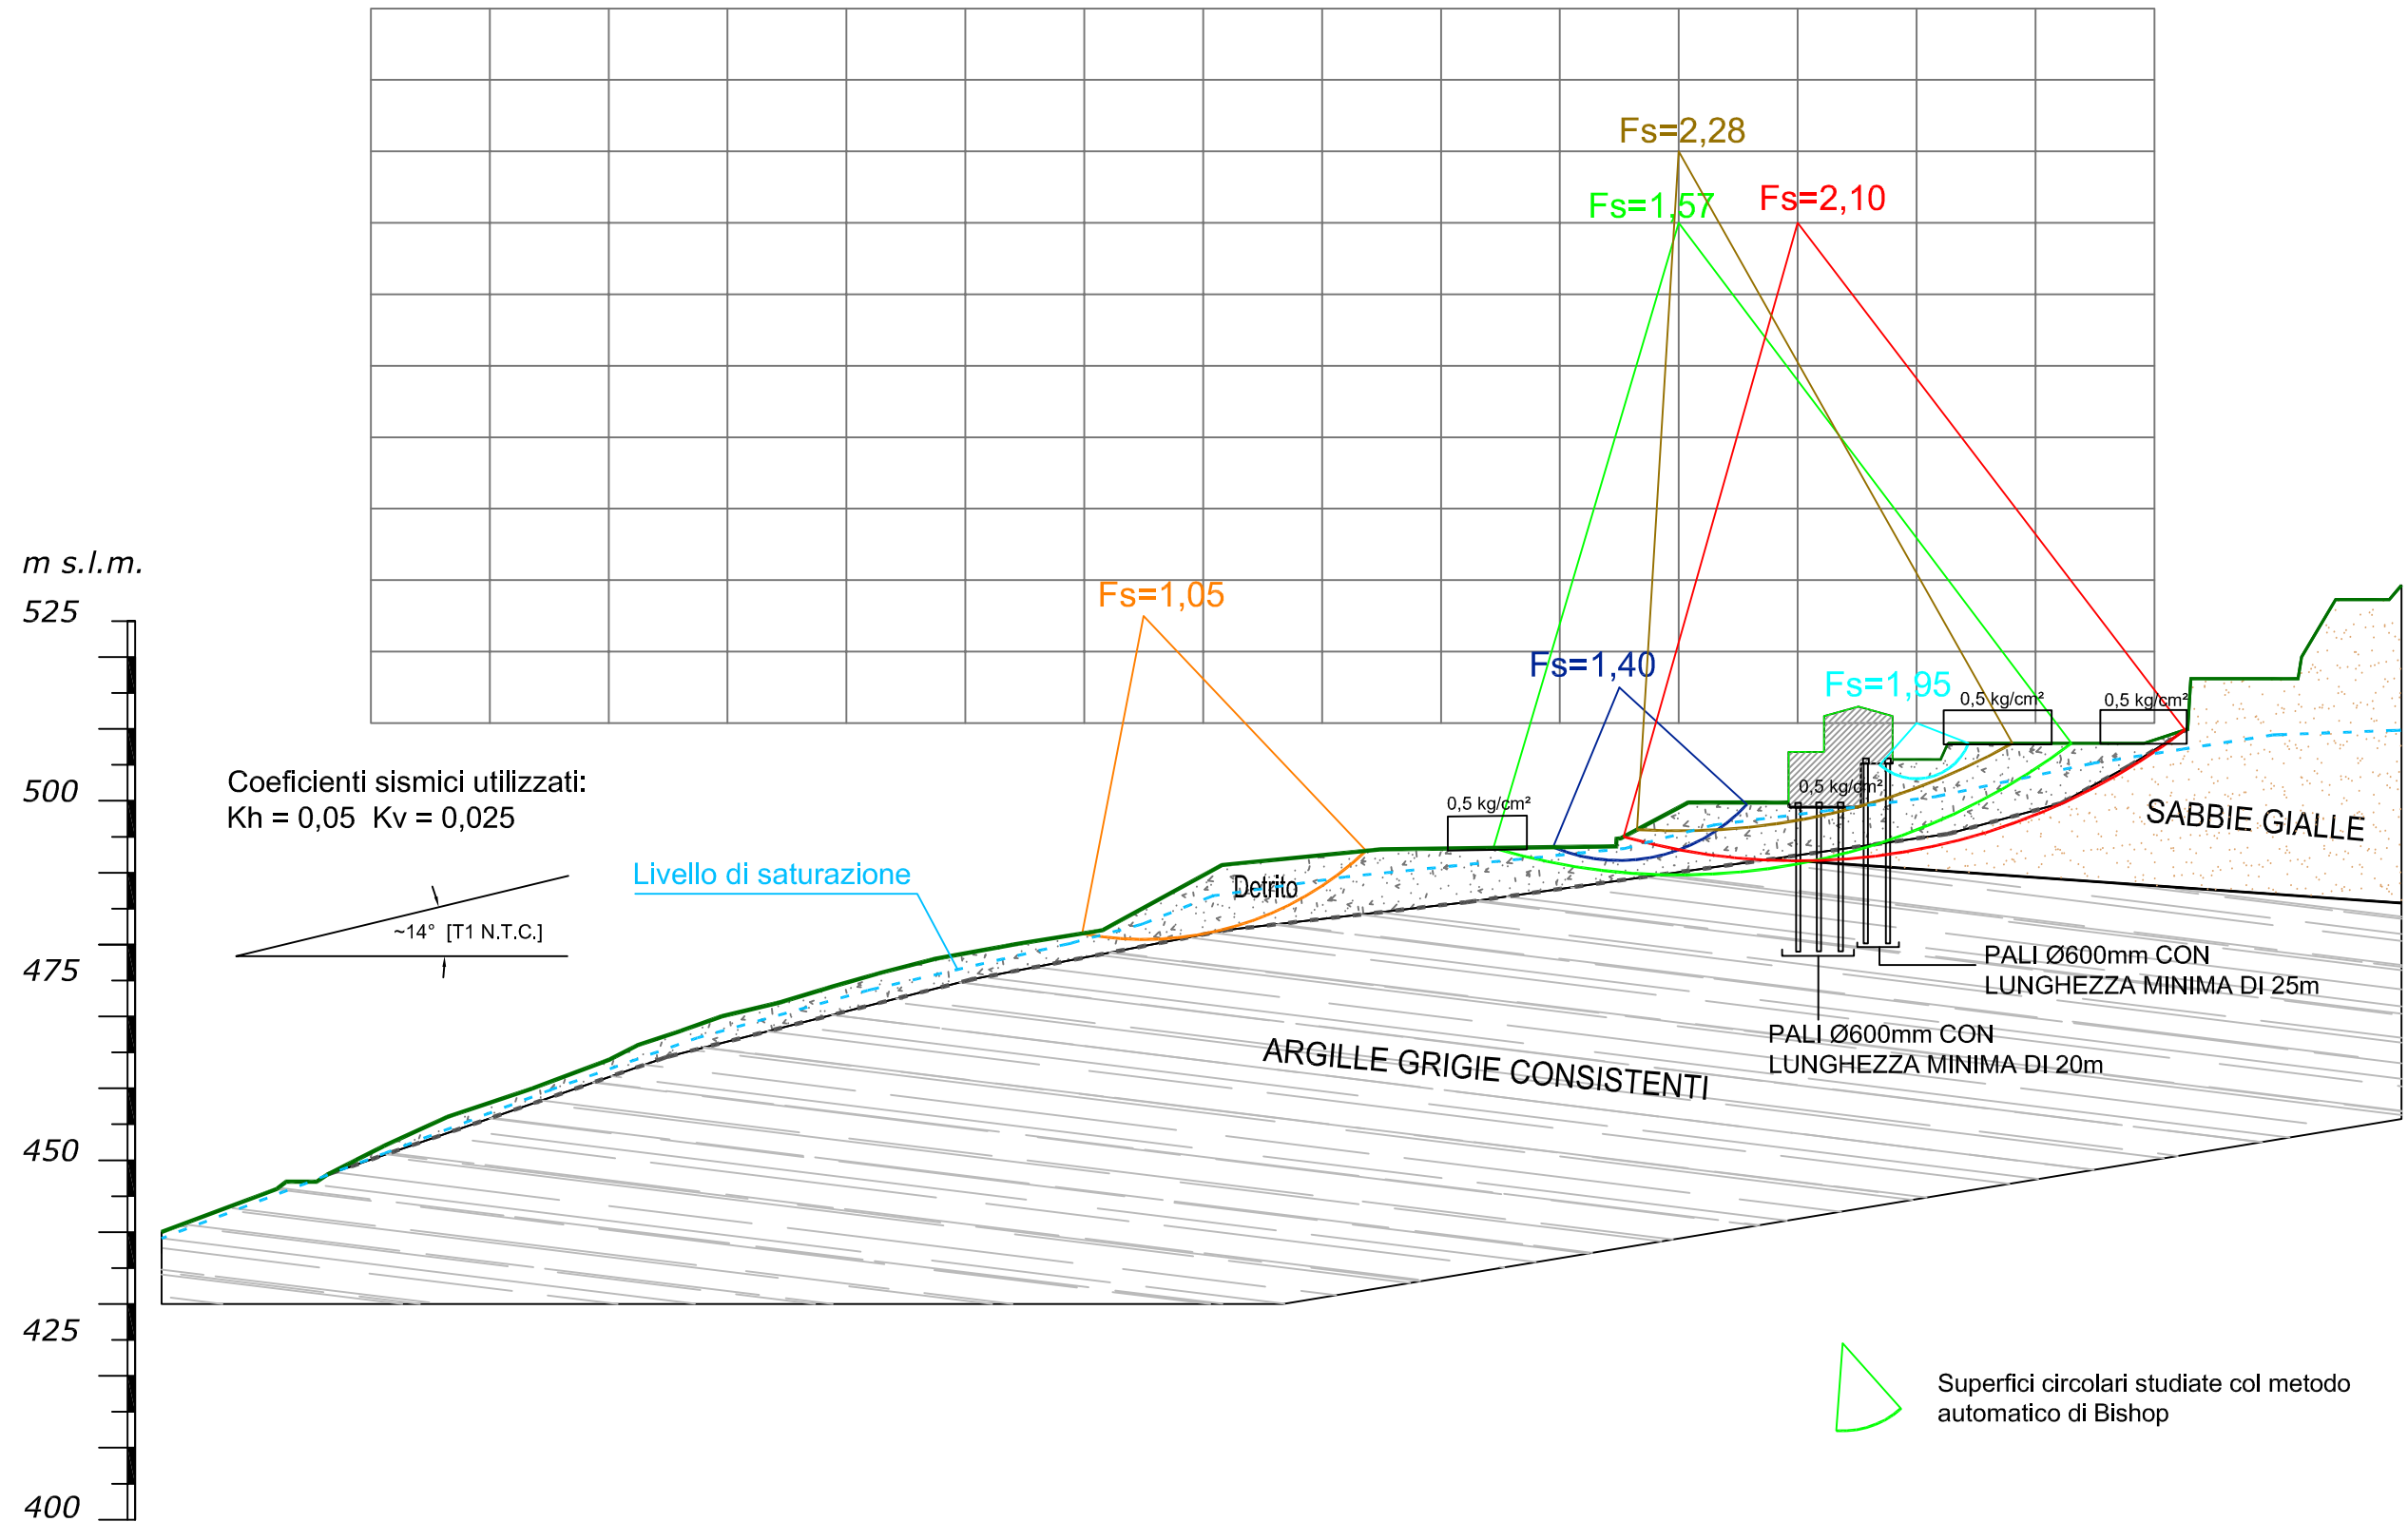 Fs=2,28
Fs=1,57
Fs=2,10
m s.l.m.
525
Fs=1,05
Fs=1,40
Fs=1,95
0,5 kg/cm²
0,5 kg/cm²
500
Coeficienti sismici utilizzati:
Kh = 0,05 Kv = 0,025
0,5 kg/cm²
0,5 kg/cm²
SABBIE GIALLE
Livello di saturazione
Detrito
~14° [T1 N.T.C.]
475
PALI Ø600mm CON
LUNGHEZZA MINIMA DI 25m
PALI Ø600mm CON
LUNGHEZZA MINIMA DI 20m
ARGILLE GRIGIE CONSISTENTI
450
425
Superfici circolari studiate col metodo
automatico di Bishop
400